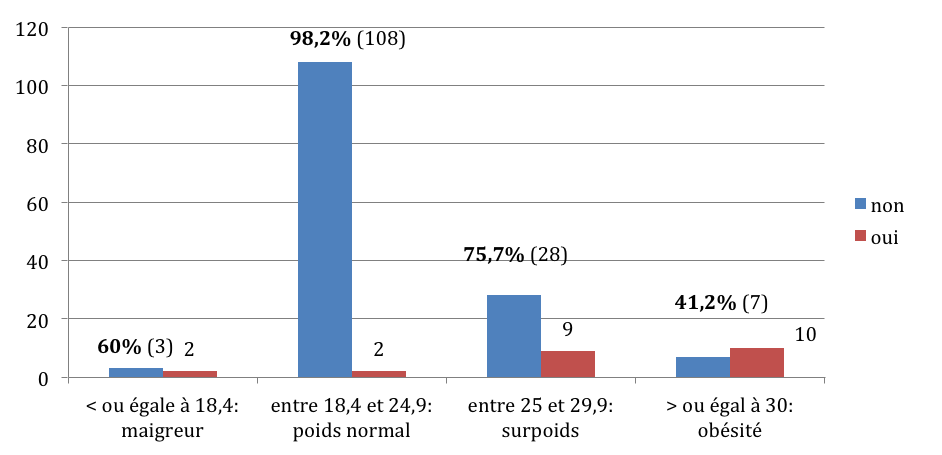 120
100
80
60
40
20
0
98,2% (108)
75,7% (28)
41,2% (7)
60% (3)
2
2
9
10
non
oui
< ou égale à 18,4:
maigreur
entre 18,4 et 24,9:
poids normal
entre 25 et 29,9:
surpoids
> ou égal à 30:
obésité